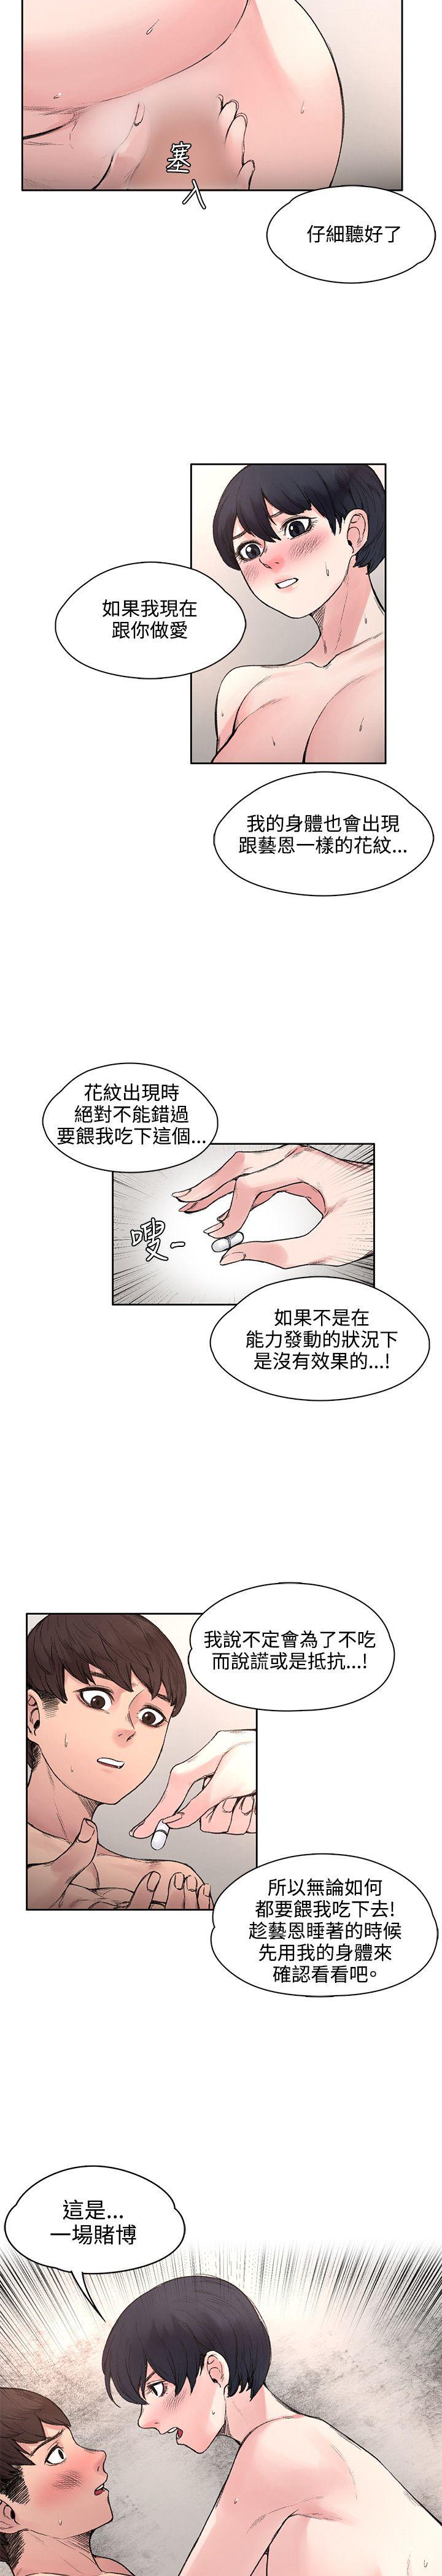 塞
入
仔細聽好了
如果我現在
跟你做愛
我的身體也會出現
跟藝恩一樣的花紋...
花紋出現時
絕對不能錯過
要餵我吃下這個...
嗖-
如果不是在
能力發動的狀況下
是沒有效果的...!
我說不定會為了不吃
而說謊或是抵抗...!
所以無論如何
都要餵我吃下去!
趁藝恩睡著的時候
先用我的身體來
確認看看吧。
這是...
一場賭博